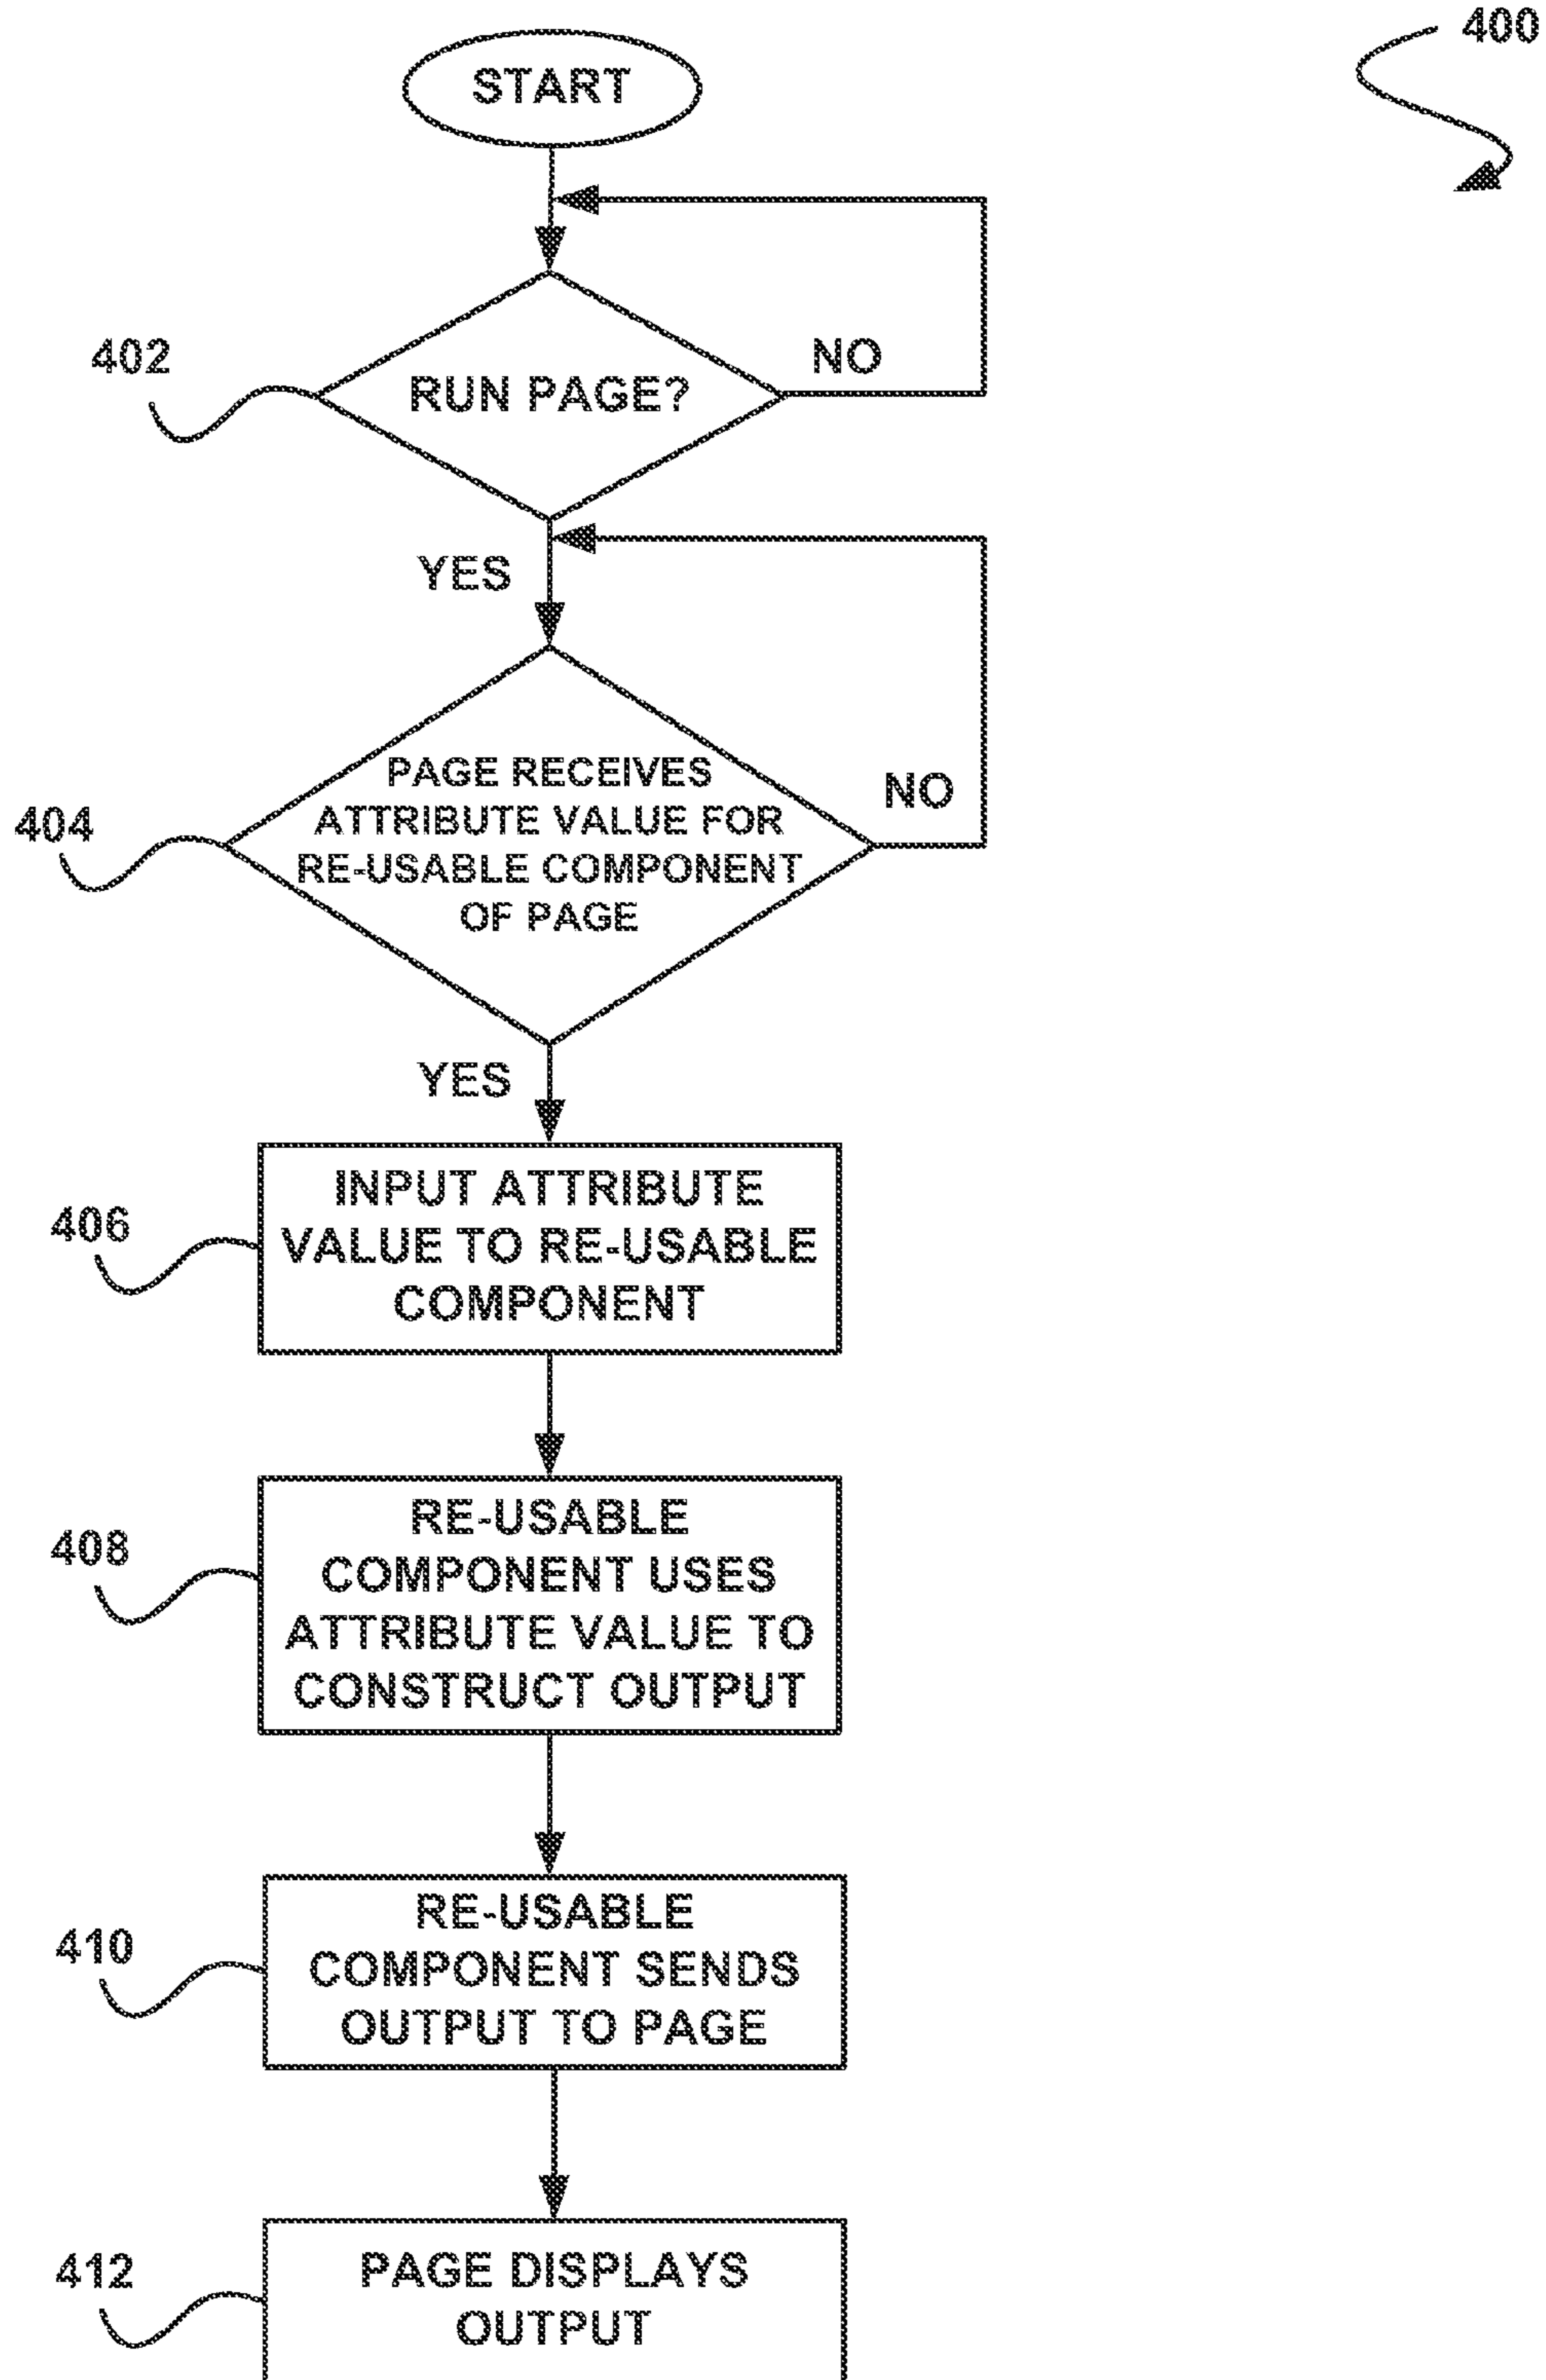 400
START
402
RUN PAGE?
NO
YES
404
PAGE RECEIVES
ATTRIBUTE VALUE FOR
RE-USABLE COMPONENT
OF PAGE
NO
YES
406
INPUT ATTRIBUTE
VALUE TO RE-USABLE
COMPONENT
408
RE-USABLE
COMPONENT USES
ATTRIBUTE VALUE TO
CONSTRUCT OUTPUT
410
RE-USABLE
COMPONENT SENDS
OUTPUT TO PAGE
412
PAGE DISPLAYS
OUTPUT